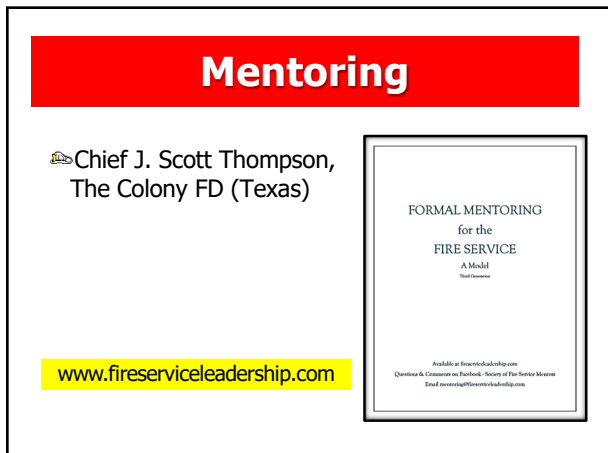 Mentoring
Chief J. Scott Thompson,
The Colony FD (Texas)
www.fireserviceleadership.com
FORMAL MENTORING
for the
FIRE SERVICE
A Model
Third Generation
Available at fireserviceleadership.com
Questions & Comments on Facebook - Society of Fire Service Mentors
Email mentoring@fireserviceleadership.com